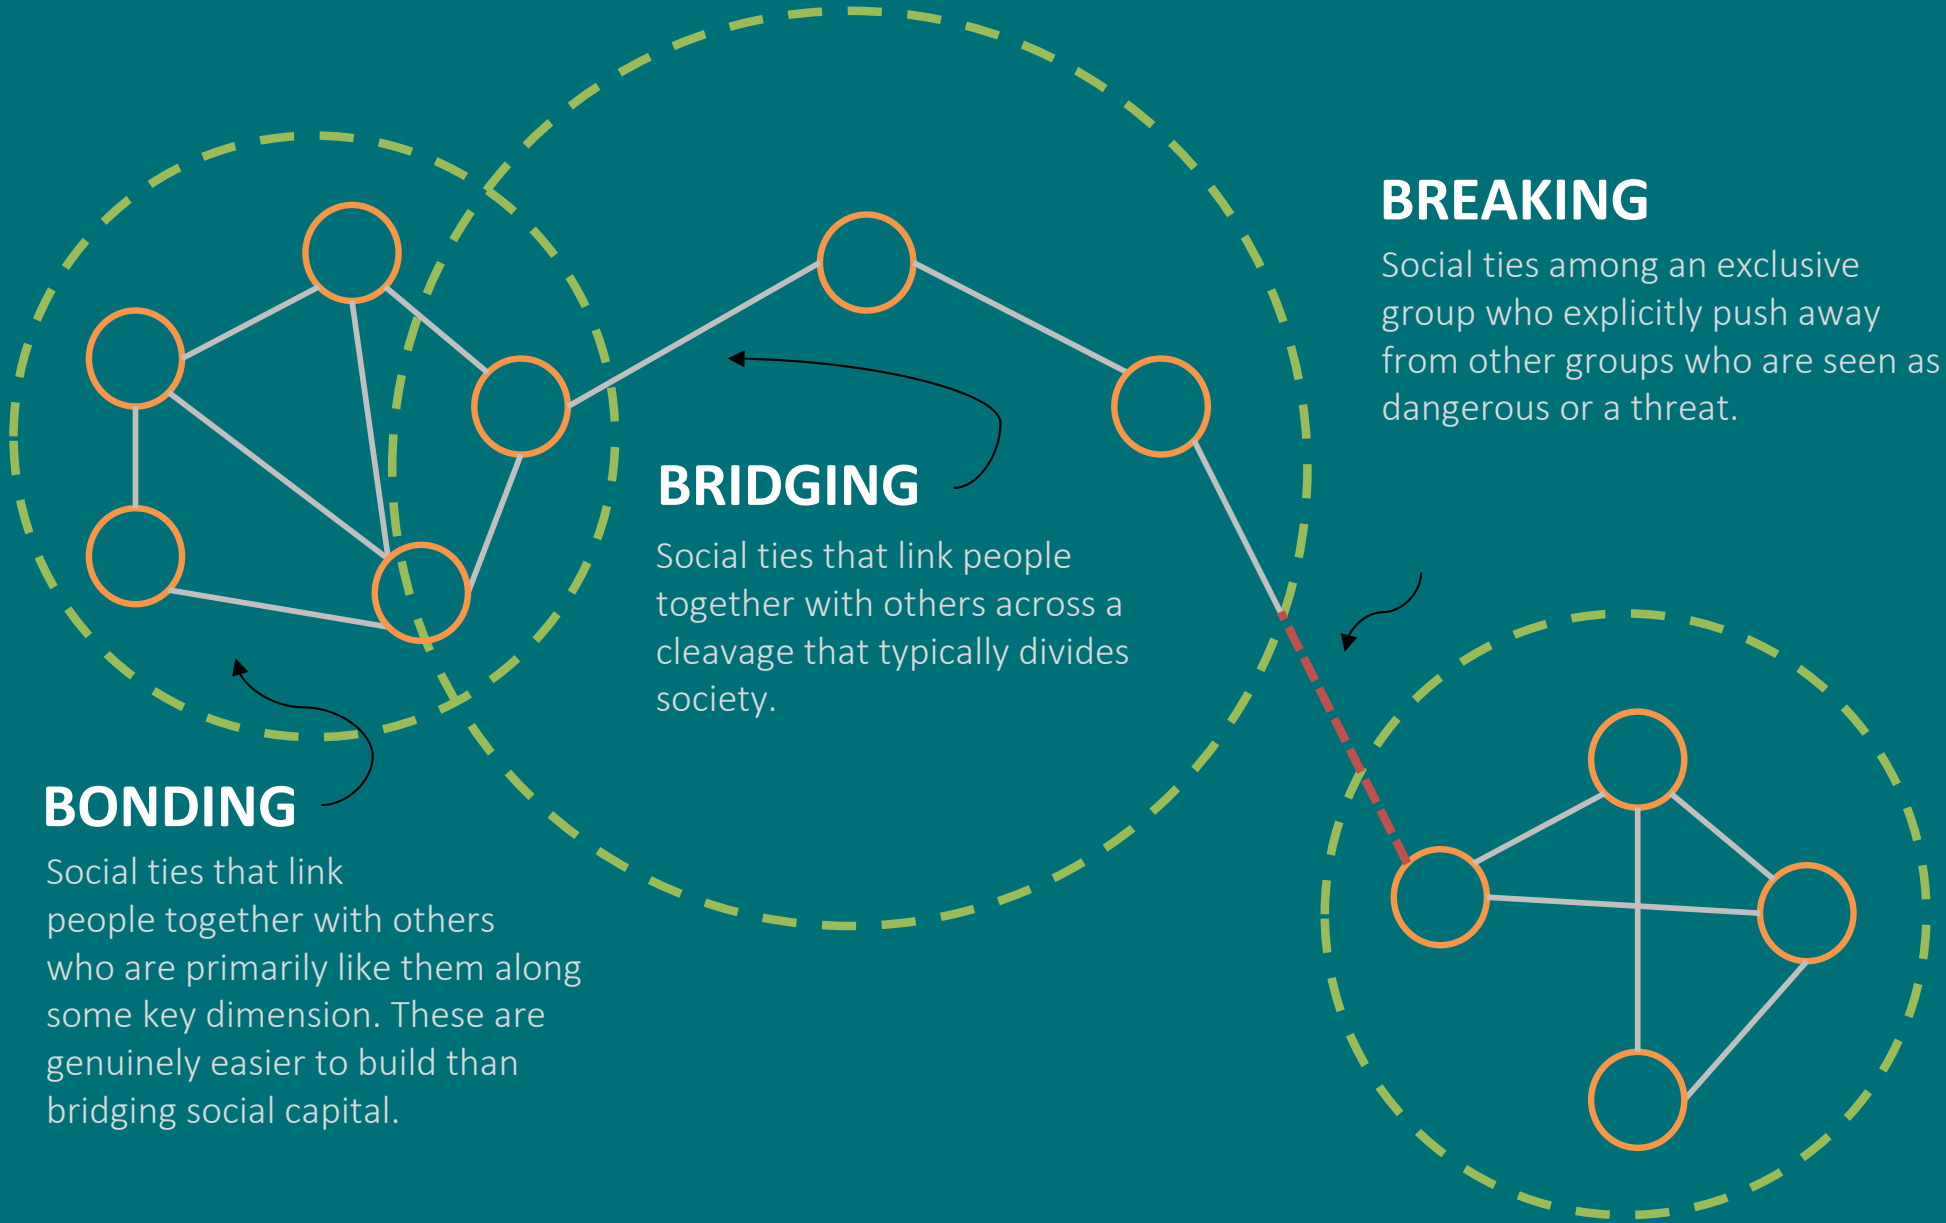 BREAKING
Social ties among an exclusive
group who explicitly push away
from other groups who are seen as
dangerous or a threat.
BRIDGING
Social ties that link people
together with others across a
cleavage that typically divides
society.
BONDING
Social ties that link
people together with others
who are primarily like them along
some key dimension. These are
genuinely easier to build than
bridging social capital.